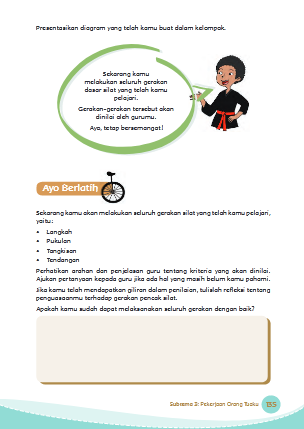 Presentasikan diagram yang telah kamu buat dalam kelompok.
Sekarang kamu
melakukan seluruh gerakan
dasar silat yang telah kamu
pelajari.
Gerakan-gerakan tersebut akan
dinilai oleh gurumu.
Ayo, tetap bersemangat!
Ayo Berlatih
Sekarang kamu akan melakukan seluruh gerakan silat yang telah kamu pelajari,
yaitu:
• Langkah
• Pukulan
• Tangkisan
• Tendangan
Perhatikan arahan dan penjelasan guru tentang kriteria yang akan dinilai.
Ajukan pertanyaan kepada guru jika ada hal yang masih belum kamu pahami.
Jika kamu telah mendapatkan giliran dalam penilaian, tulislah refleksi tentang
penguasaanmu terhadap gerakan pencak silat.
Apakah kamu sudah dapat melaksanakan seluruh gerakan dengan baik?
Subtema 3: Pekerjaan Orang Tuaku